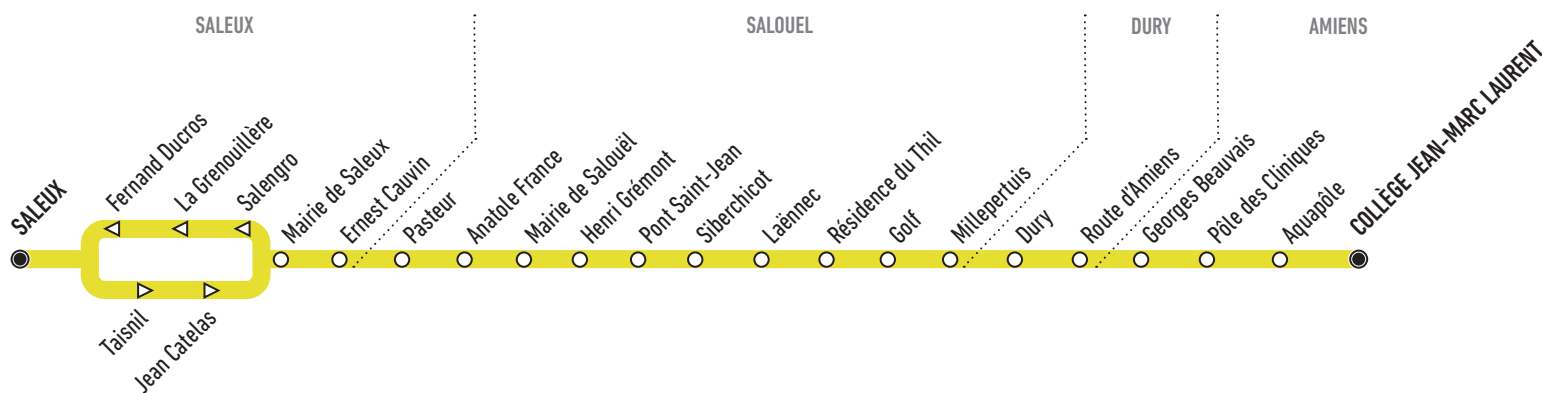 SALEUX
SALOUEL
DURY
AMIENS
SALEUX
Fernand Ducros
La Grenouillère
Salengro
Taisnil
Jean Catelas
Mairie de Saleux
Ernest Cauvin
Pasteur
Anatole France
Mairie de Salouël
Henri Grémont
Pont Saint-Jean
Siberchicot
Laënnec
Résidence du Thil
Golf
Millepertuis
Dury
Route d'Amiens
Georges Beauvais
Pôle des Cliniques
Aquapôle
COLLÈGE JEAN-MARC LAURENT